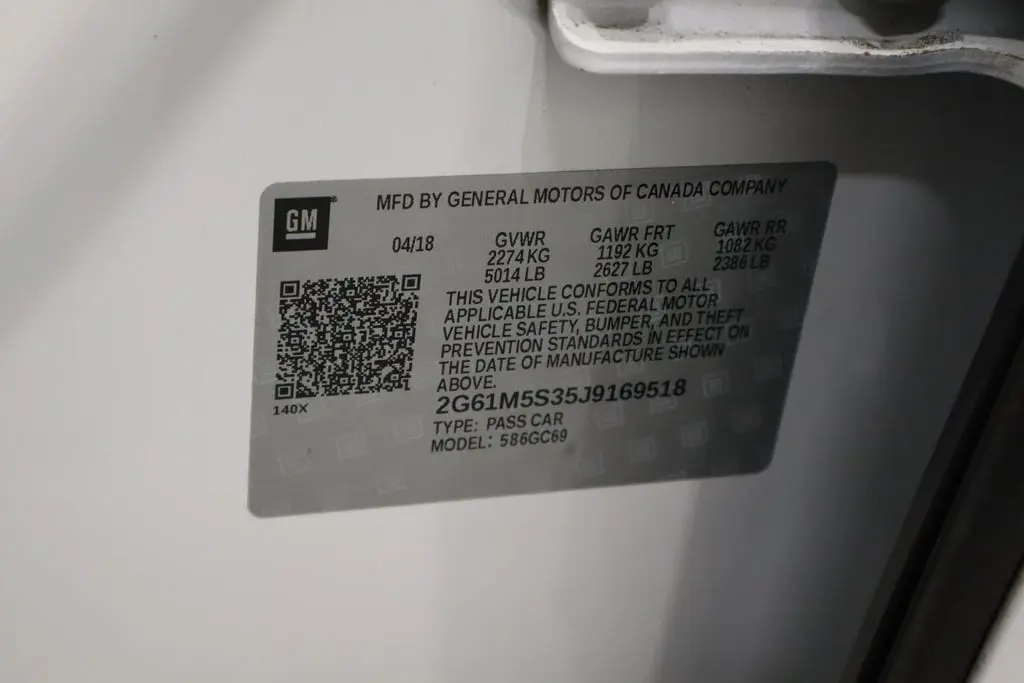 GM
MFD BY GENERAL MOTORS OF CANADA COMPANY
04/18
GVWR GAWR FRT GAWR RR
2274 KG 1192 KG 1082 KG
5014 LB 2627 LB 2386 LB
THIS VEHICLE CONFORMS TO ALL
APPLICABLE U.S. FEDERAL MOTOR
VEHICLE SAFETY, BUMPER, AND THEFT
PREVENTION STANDARDS IN EFFECT ON
THE DATE OF MANUFACTURE SHOWN
ABOVE.
140X
2G61M5S35J9169518
TYPE: PASS CAR
MODEL: 586GC69